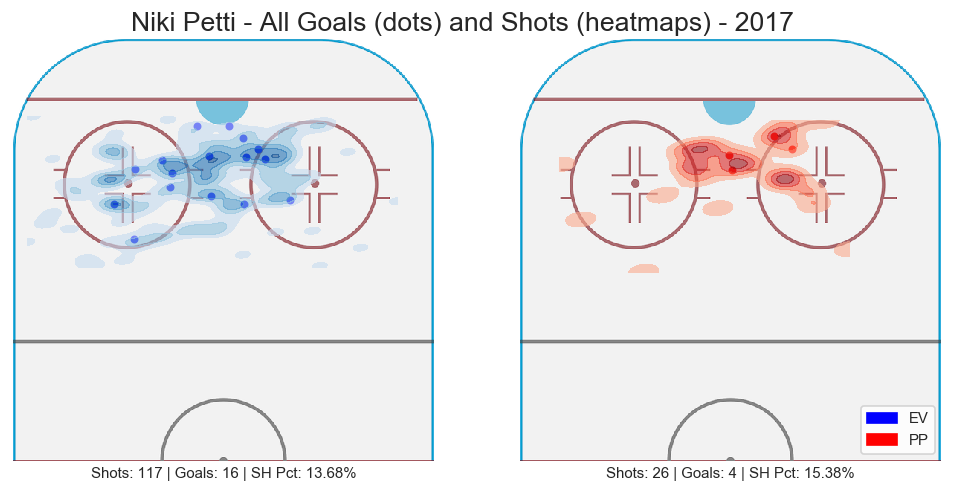 Niki Petti - All Goals (dots) and Shots (heatmaps) - 2017
EV
PP
Shots: 117 | Goals: 16 | SH Pct: 13.68%
Shots: 26 | Goals: 4 | SH Pct: 15.38%